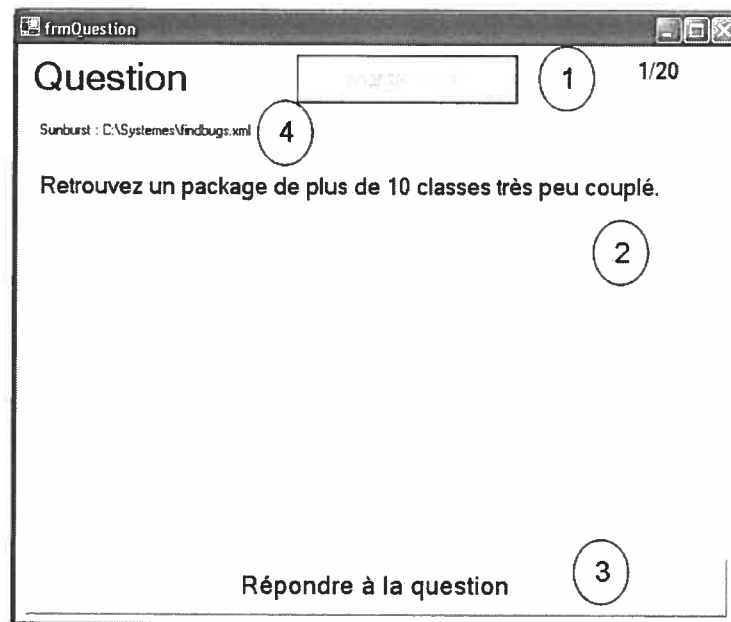 frmQuestion
Question 1 1/20
Sunburst : C:\Systemes\findbugs.xml 4
Retrouvez un package de plus de 10 classes très peu couplé.
2
Répondre à la question 3